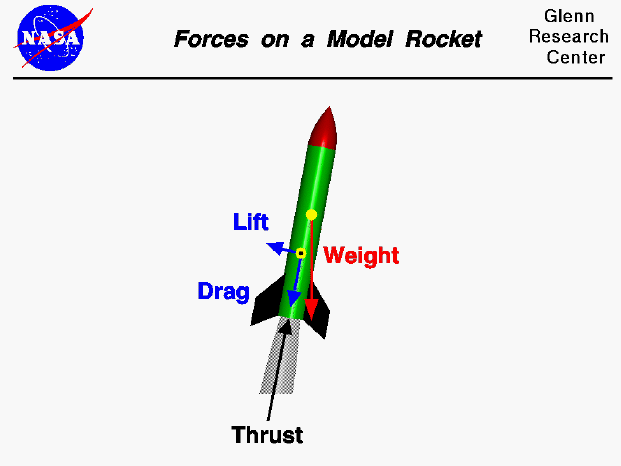 NASA
Forces on a Model Rocket
Glenn
Research
Center
Lift
Weight
Drag
Thrust